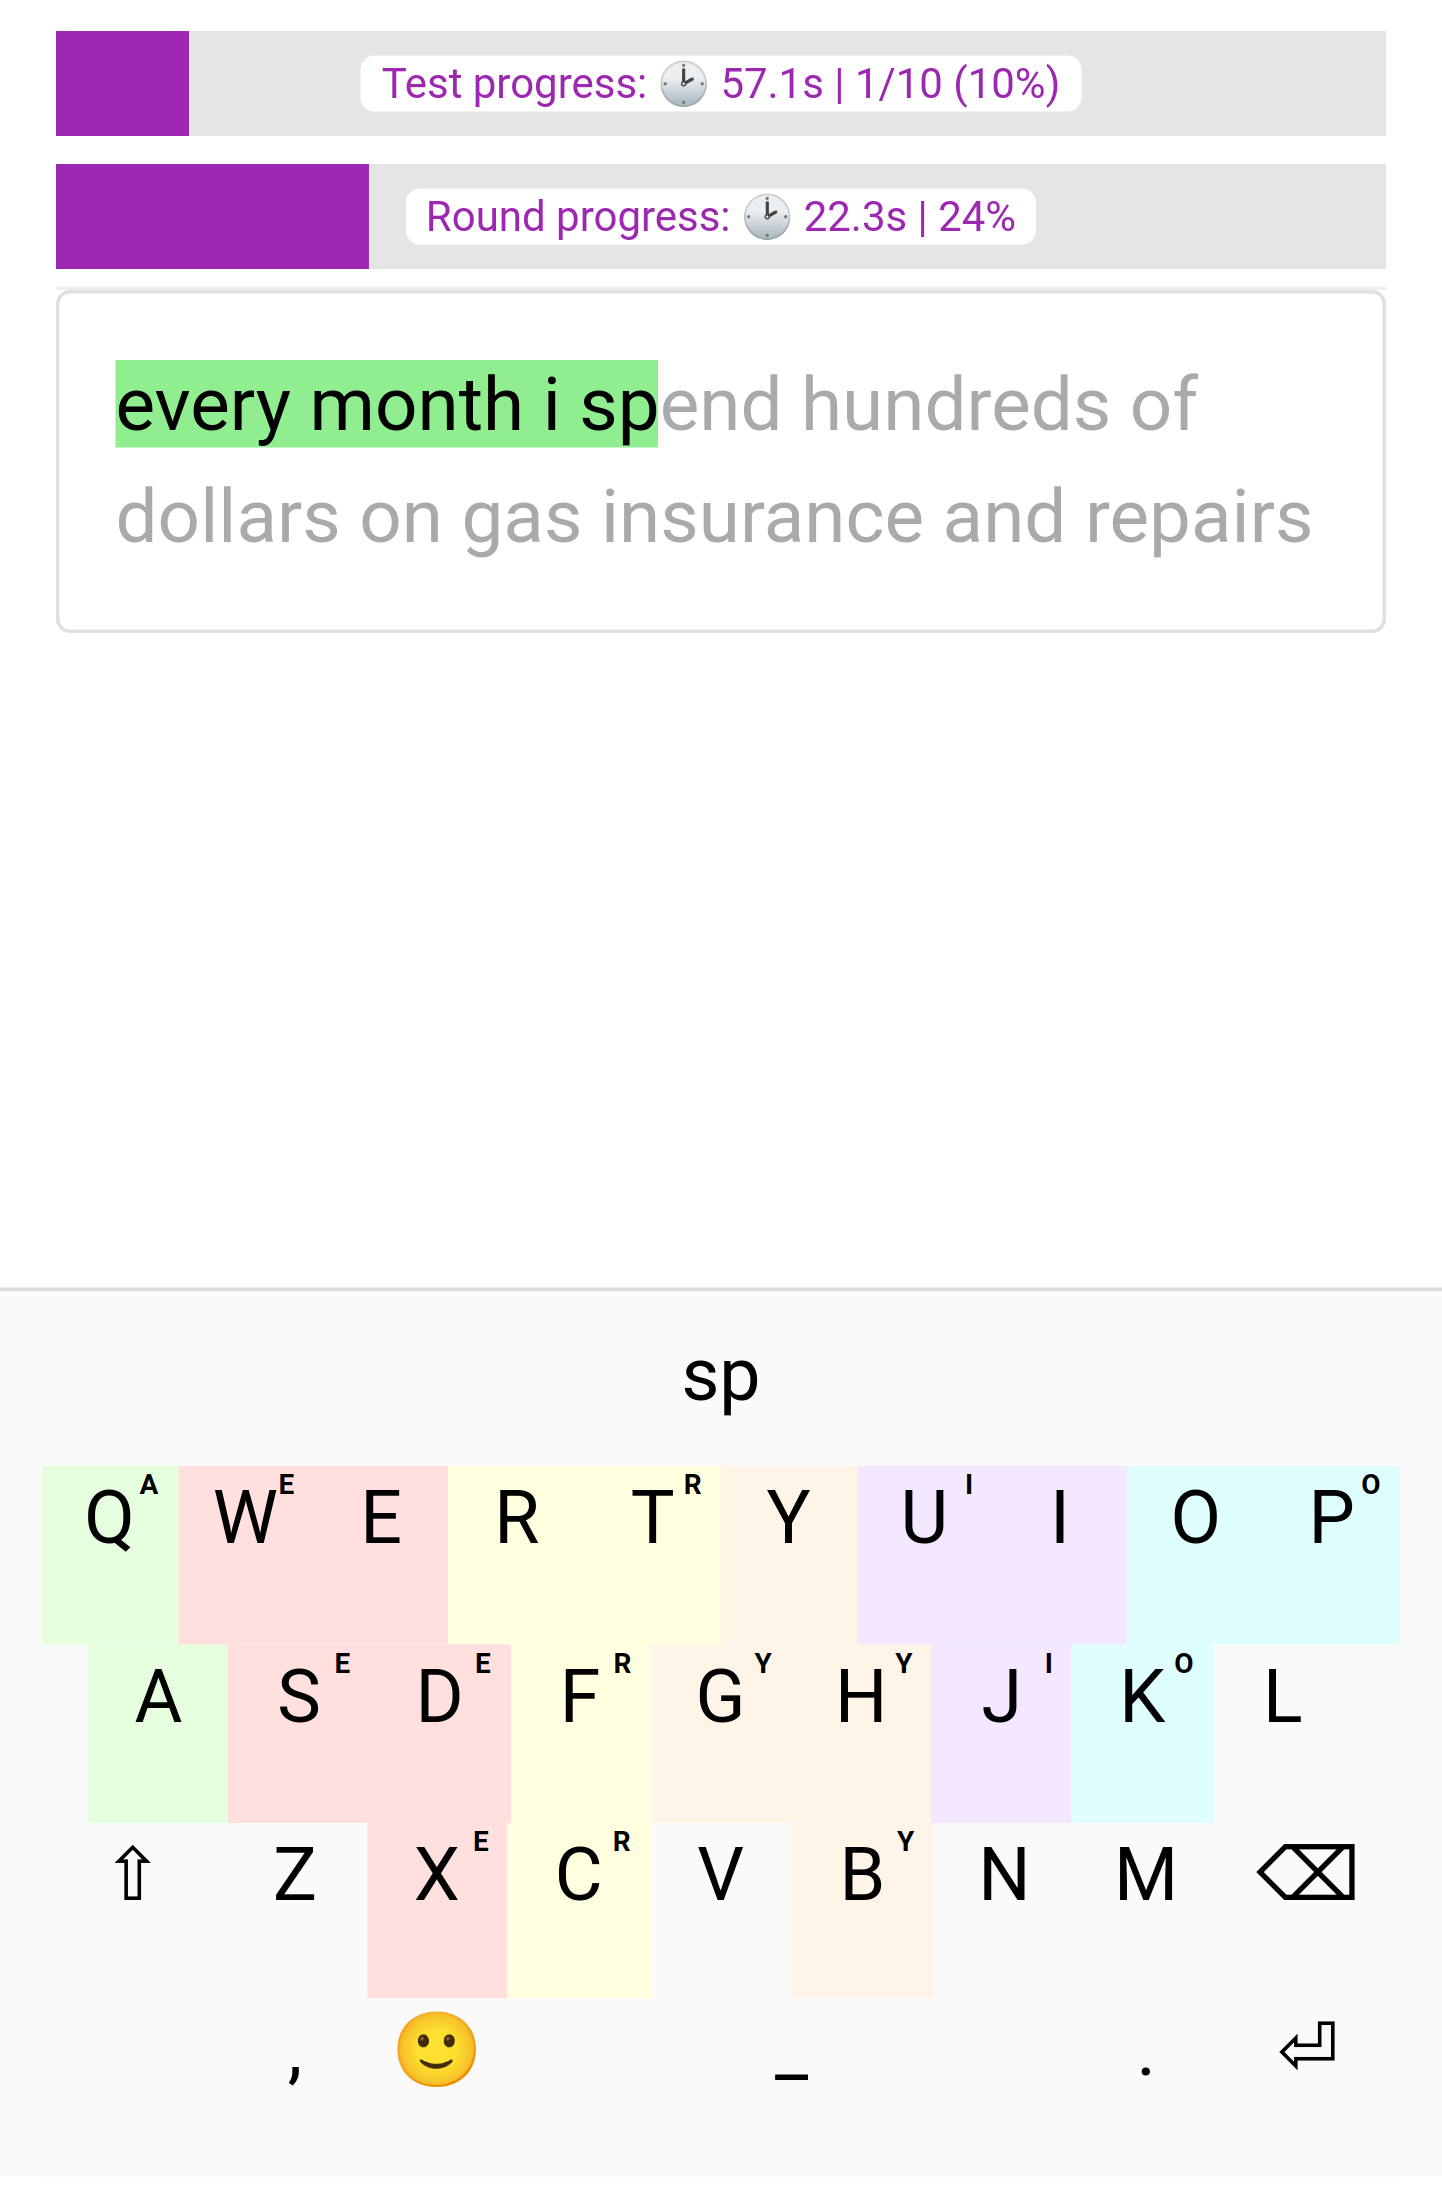 Test progress: 🕑 57.1s | 1/10 (10%)
Round progress: 🕑 22.3s | 24%
every month i spend hundreds of
dollars on gas insurance and repairs
sp
Q A W E E R T R Y U I I O P O
A S E D E F R G Y H Y J I K O L
⇧ Z X E C R V B Y N M ⌫
, 🙂 _ . ⏎